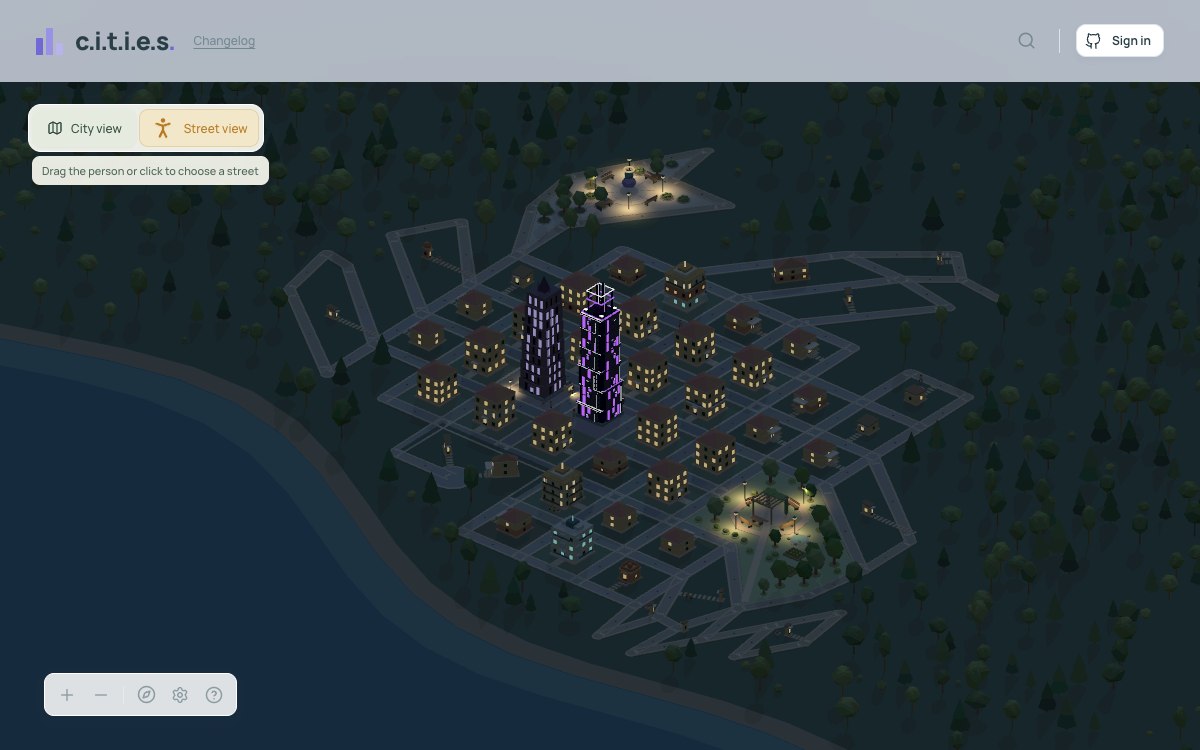 c.i.t.i.e.s.
Changelog
Sign in
City view
Street view
Drag the person or click to choose a street